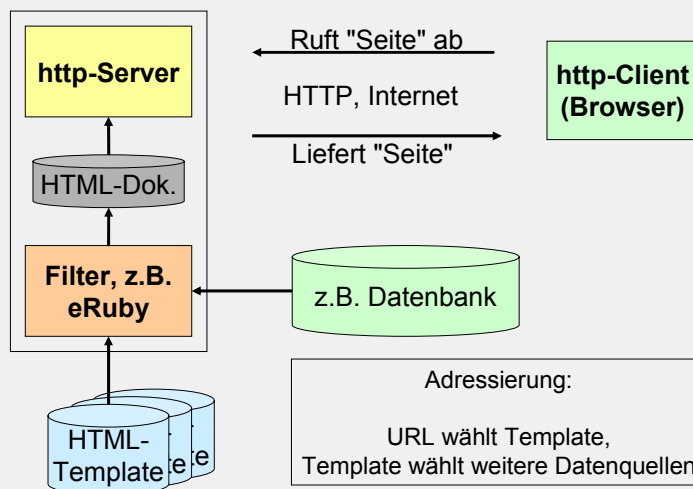 Ruft "Seite" ab
http-Server
HTTP, Internet
http-Client
(Browser)
Liefert "Seite"
HTML-Dok.
Filter, z.B.
eRuby
z.B. Datenbank
HTML-
Template
Adressierung:
URL wählt Template,
Template wählt weitere Datenquellen